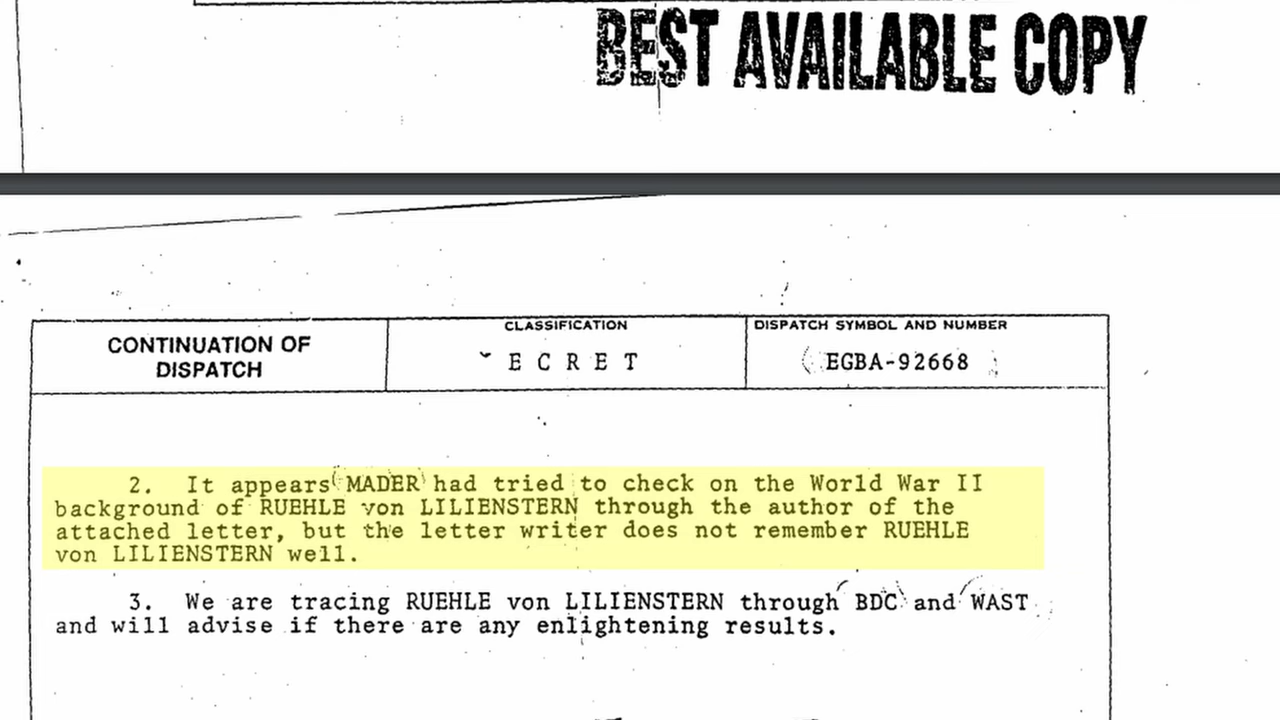 BEST AVAILABLE COPY
CONTINUATION OF
DISPATCH
CLASSIFICATION
ECRET
DISPATCH SYMBOL AND NUMBER
EGBA-92668
2. It appears (MADER) had tried to check on the World War II
background of RUEHLE von LILIENSTERN through the author of the
attached letter, but the letter writer does not remember RUEHLE
von LILIENSTERN well.
3. We are tracing RUEHLE von LILIENSTERN through (BDC) and (WAST
and will advise if there are any enlightening results.